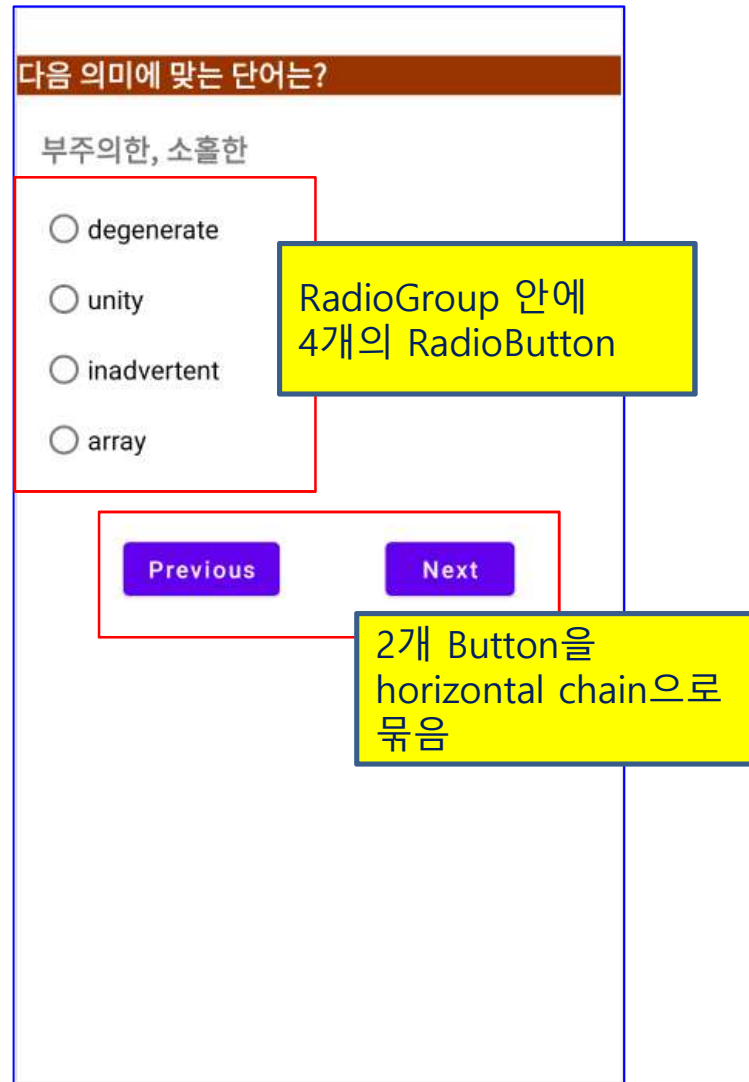 다음 의미에 맞는 단어는?
부주의한, 소홀한
degenerate
unity
inadvertent
array
RadioGroup 안에
4개의 RadioButton
Previous
Next
2개 Button을
horizontal chain으로
묶음